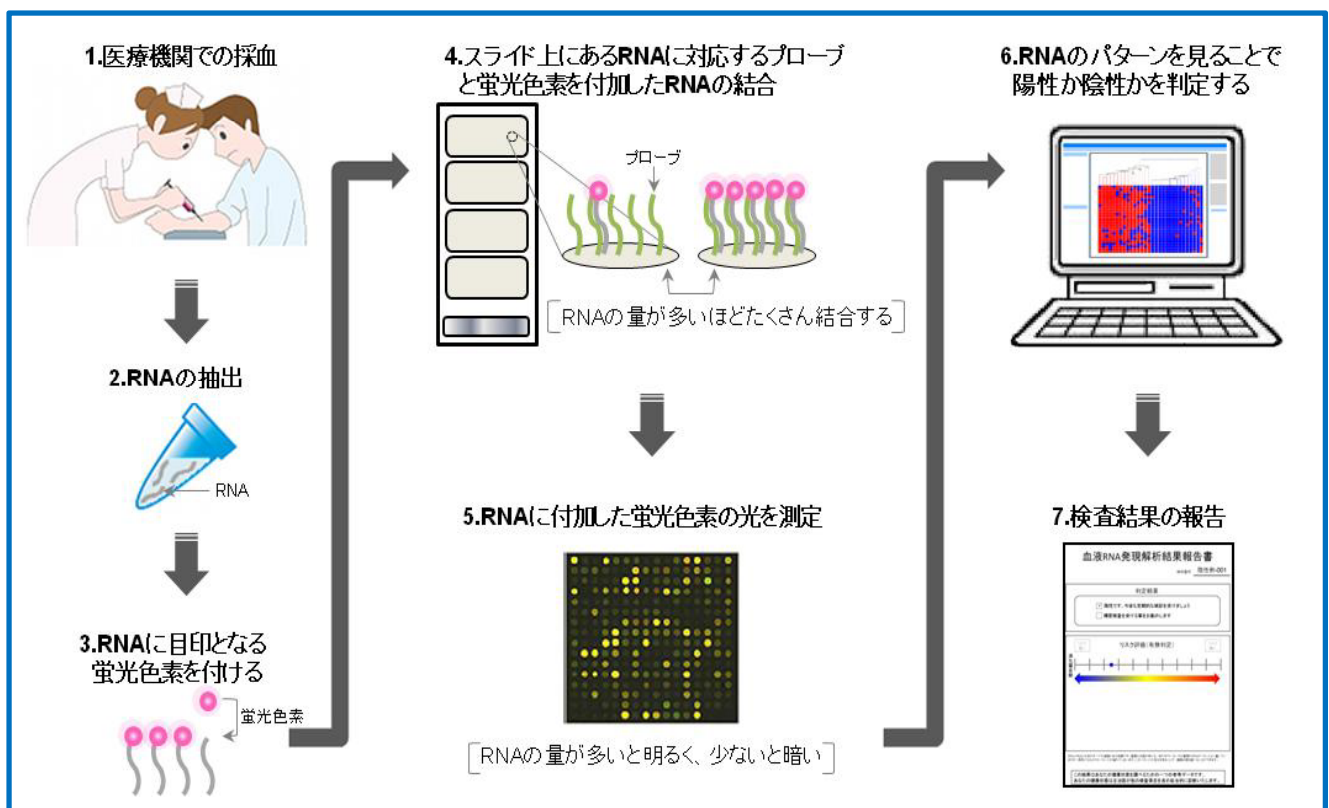 1.医療機関での採血
2.RNAの抽出
RNA
3.RNAに目印となる
蛍光色素を付ける
蛍光色素
4.スライド上にあるRNAに対応するプローブ
と蛍光色素を付加したRNAの結合
プローブ
RNAの量が多いほどたくさん結合する
5.RNAに付加した蛍光色素の光を測定
RNAの量が多いと明るく、少ないと暗い
6.RNAのパターンを見ることで
陽性か陰性かを判定する
7.検査結果の報告
血液RNA発現解析結果報告書
判定結果